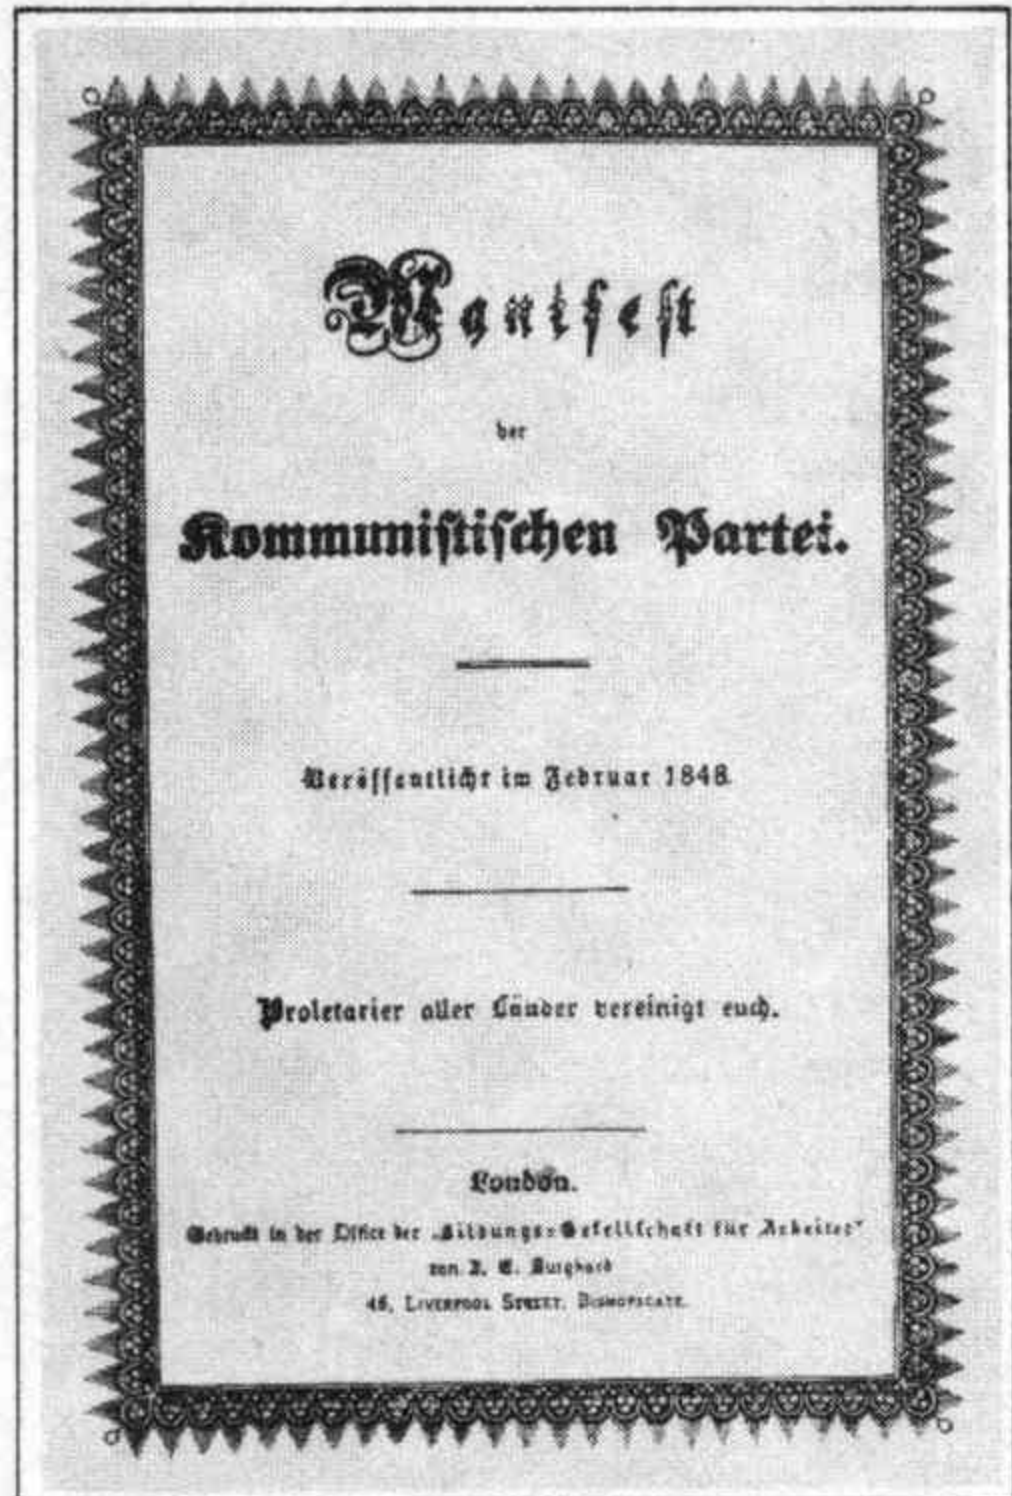 Manifest
der
Kommunistischen Partei.
Veröffentlicht im Februar 1848.
Proletarier aller Länder vereinigt euch.
London.
Gedruckt in der Office der „Bildungs=Gesellschaft für Arbeiter“
von J. E. Burghard
46, LIVERPOOL STREET, BISHOPSGATE.